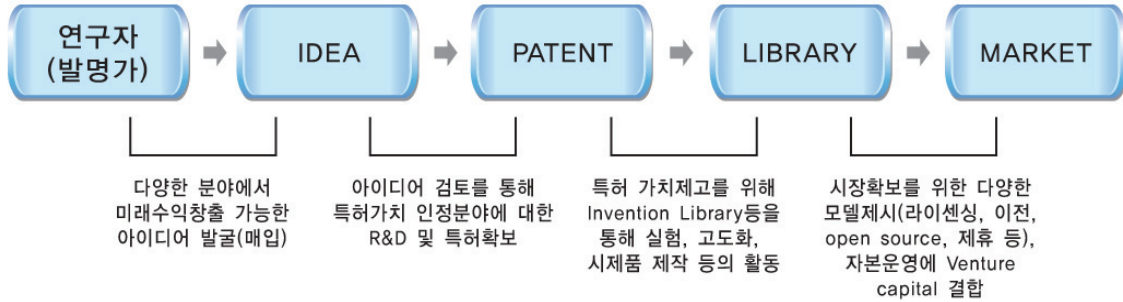 연구자
(발명가)
IDEA
PATENT
LIBRARY
MARKET
다양한 분야에서
미래수익창출 가능한
아이디어 발굴(매입)
아이디어 검토를 통해
특허가치 인정분야에 대한
R&D 및 특허확보
특허 가치제고를 위해
Invention Library등을
통해 실험, 고도화,
시제품 제작 등의 활동
시장확보를 위한 다양한
모델제시(라이센싱, 이전,
open source, 제휴 등),
자본운영에 Venture
capital 결합